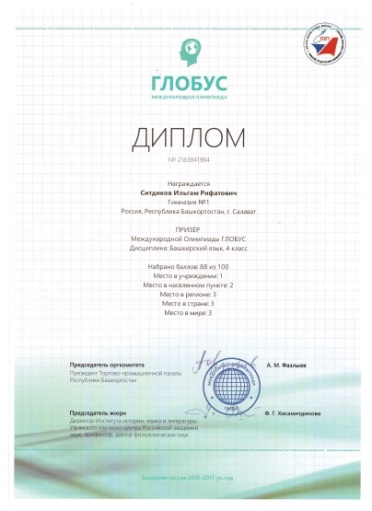 ГЛОБУС
МЕЖДУНАРОДНАЯ ОЛИМПИАДА
ДИПЛОМ
№ 2163841984
Награждается
Ситдиков Ильгам Рифатович
Гимназия №1
Россия, Республика Башкортостан, г. Салават
ПРИЗЁР
Международной Олимпиады ГЛОБУС
Дисциплина: Башкирский язык, 4 класс
Набрано баллов: 88 из 100
Место в учреждении: 1
Место в населенном пункте: 2
Место в регионе: 3
Место в стране: 3
Место в мире: 3
Председатель оргкомитета
А. М. Фазлыев
Президент Торгово-промышленной палаты
Республики Башкортостан
Председатель жюри
Ф. Г. Хисамитдинова
Директор Института истории, языка и литературы
Уфимского научного центра Российской академии
наук, профессор, доктор филологических наук
Весенняя сессия 2016-2017 уч.год